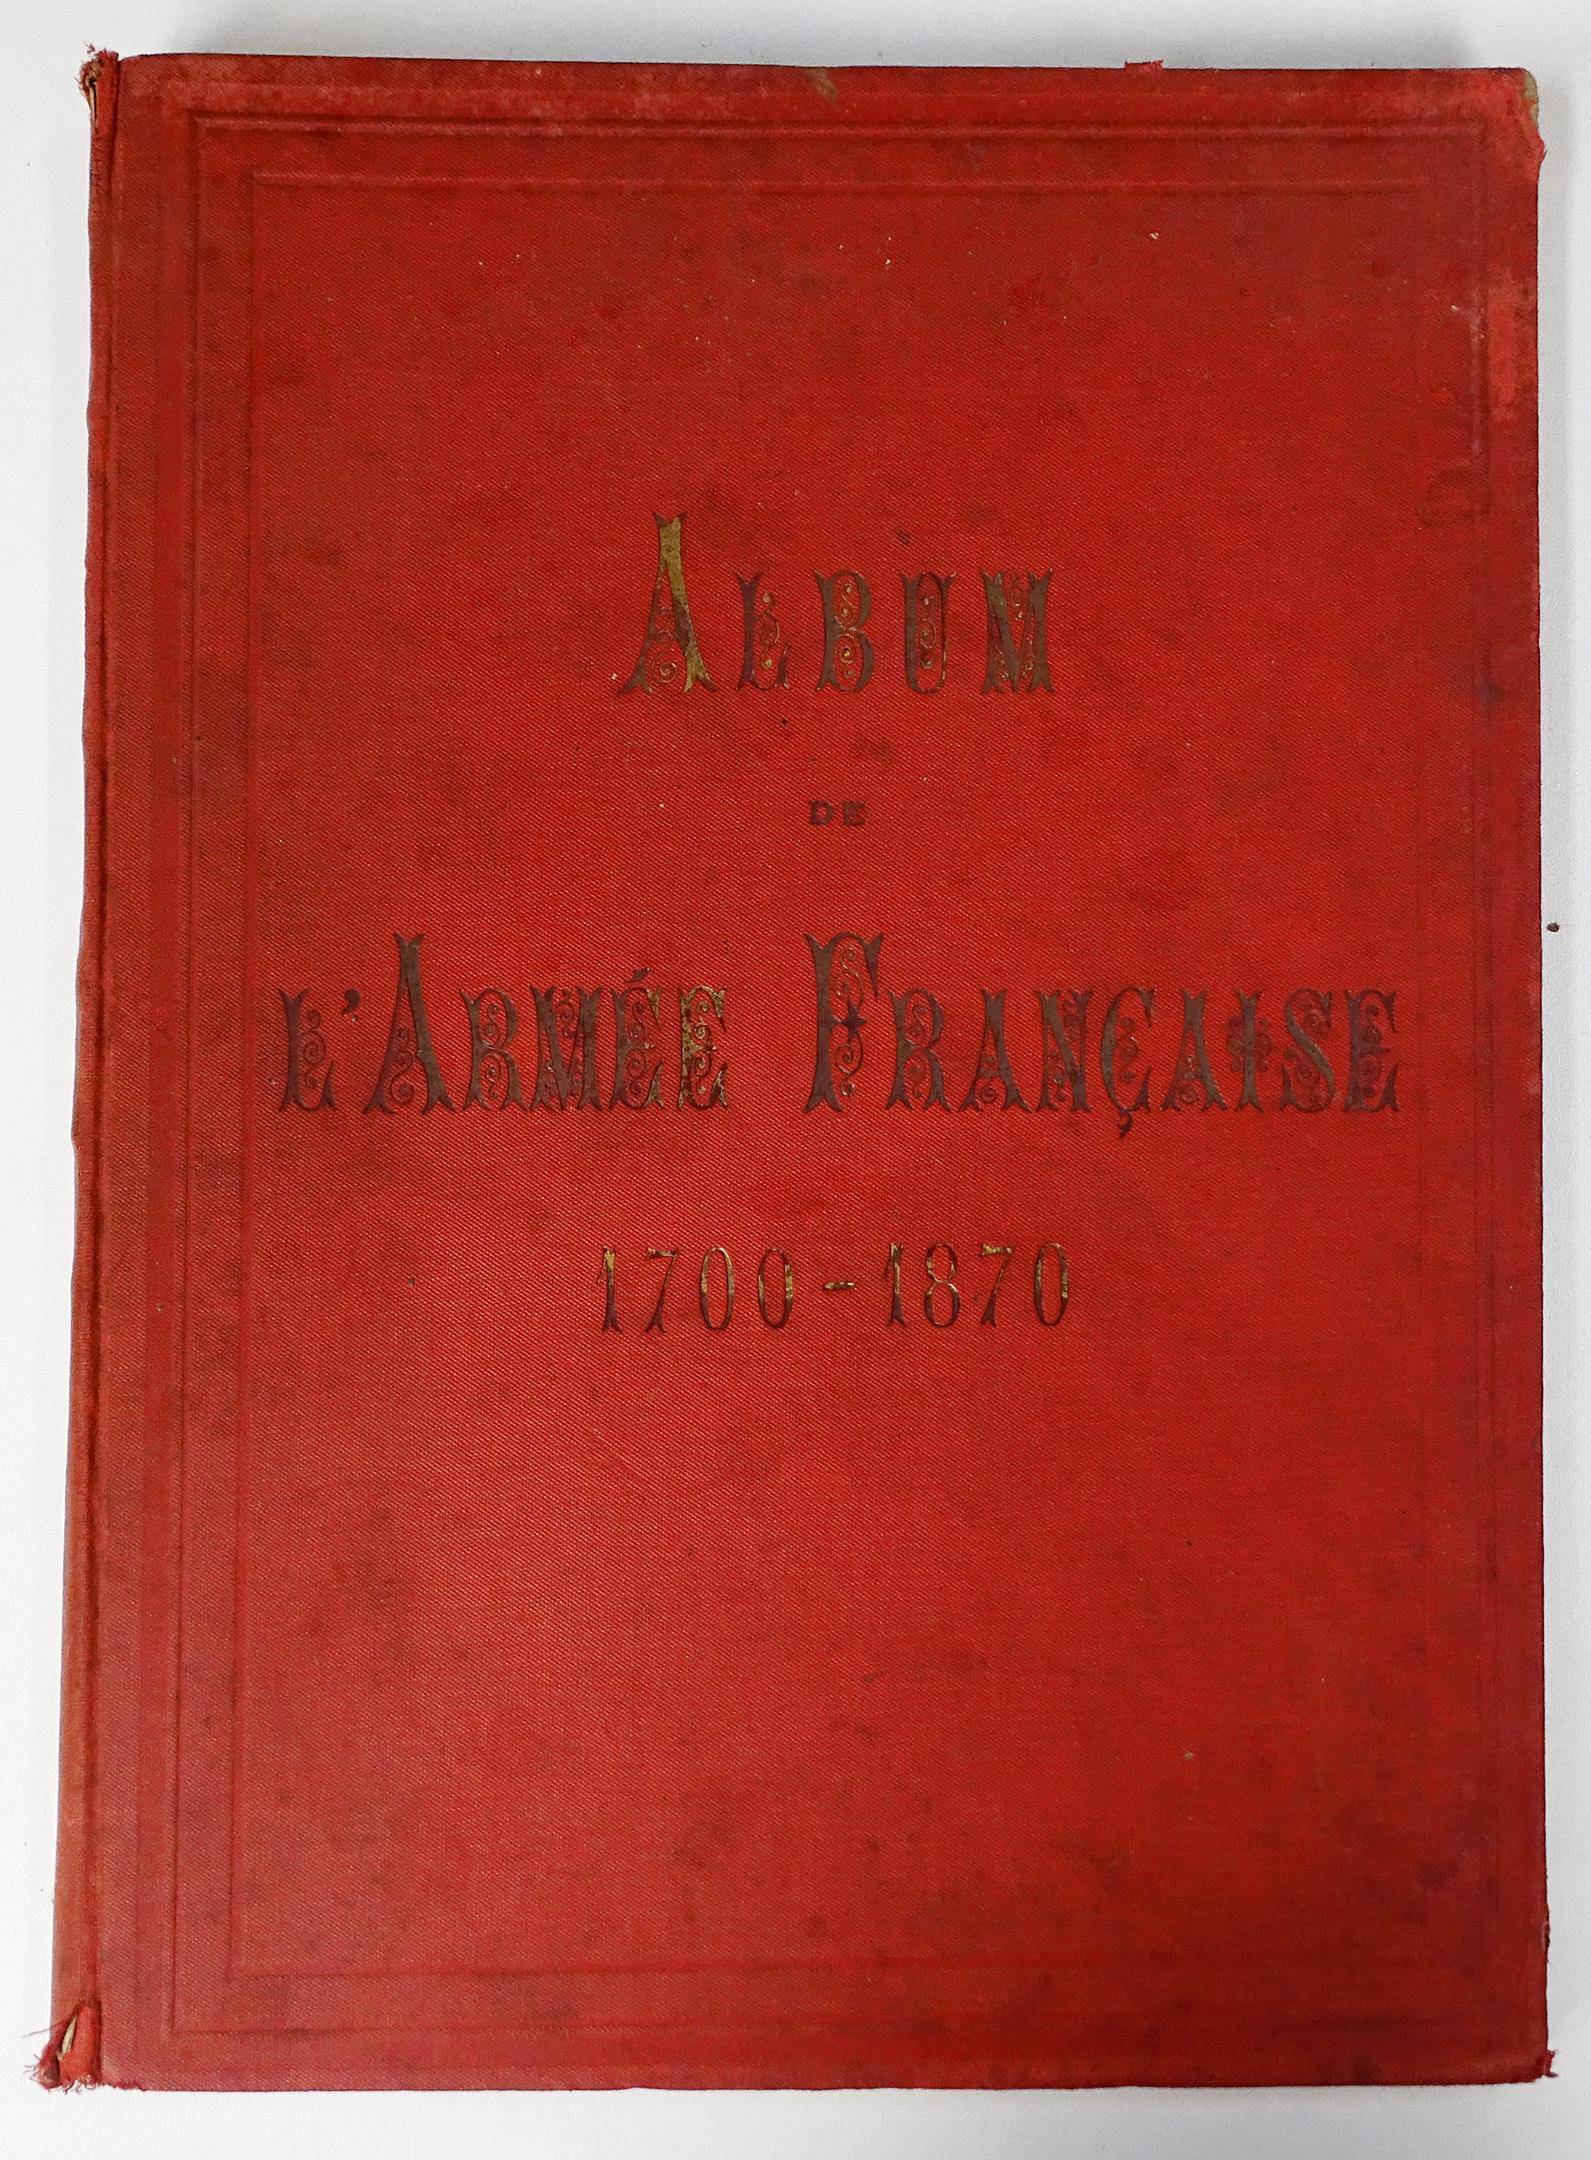 ALBUM
DE
L'ARMÉE FRANÇAISE
1700-1870